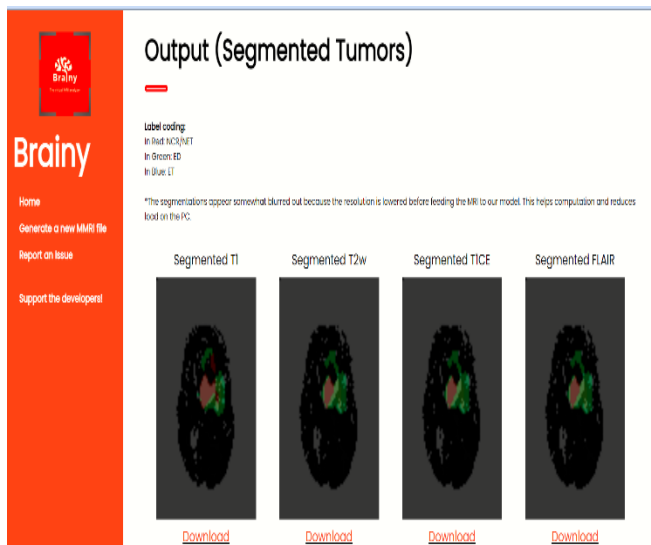 Brainy
Brainy
Home
Generate a new MMRI file
Report an Issue
Support the developers!
Output (Segmented Tumors)
Label coding:
In Red: NCR/NET
In Green: ED
In Blue: ET
*The segmentations appear somewhat blurred out because the resolution is lowered before feeding the MRI to our model. This helps computation and reduces
load on the PC.
Segmented T1 Segmented T2w Segmented T1CE Segmented FLAIR
Download Download Download Download